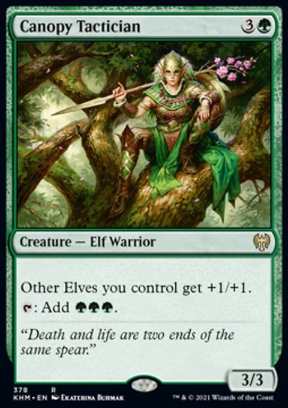 Canopy Tactician 3
Creature — Elf Warrior
Other Elves you control get +1/+1.
: Add
“Death and life are two ends of the
same spear.”
378 R
KHM • EN Ekaterina Burmak
™ & © 2021 Wizards of the Coast
3/3